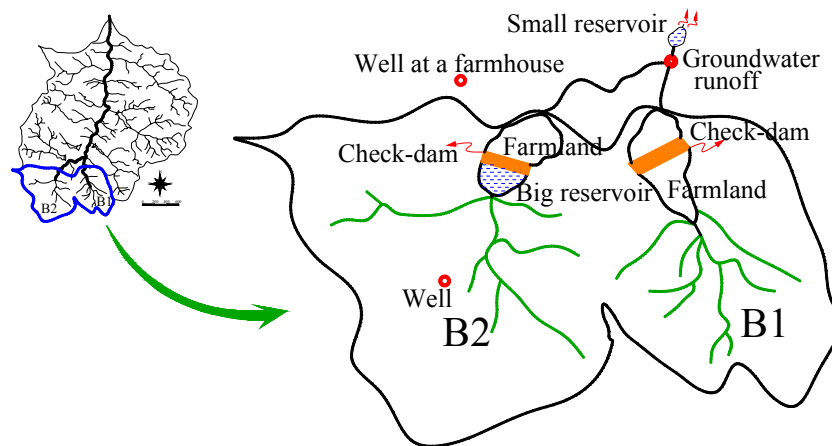 Small reservoir
Well at a farmhouse
Groundwater
runoff
Check-dam
Farmland
Check-dam
Big reservoir
Farmland
Well
B2
B1
B2
B1